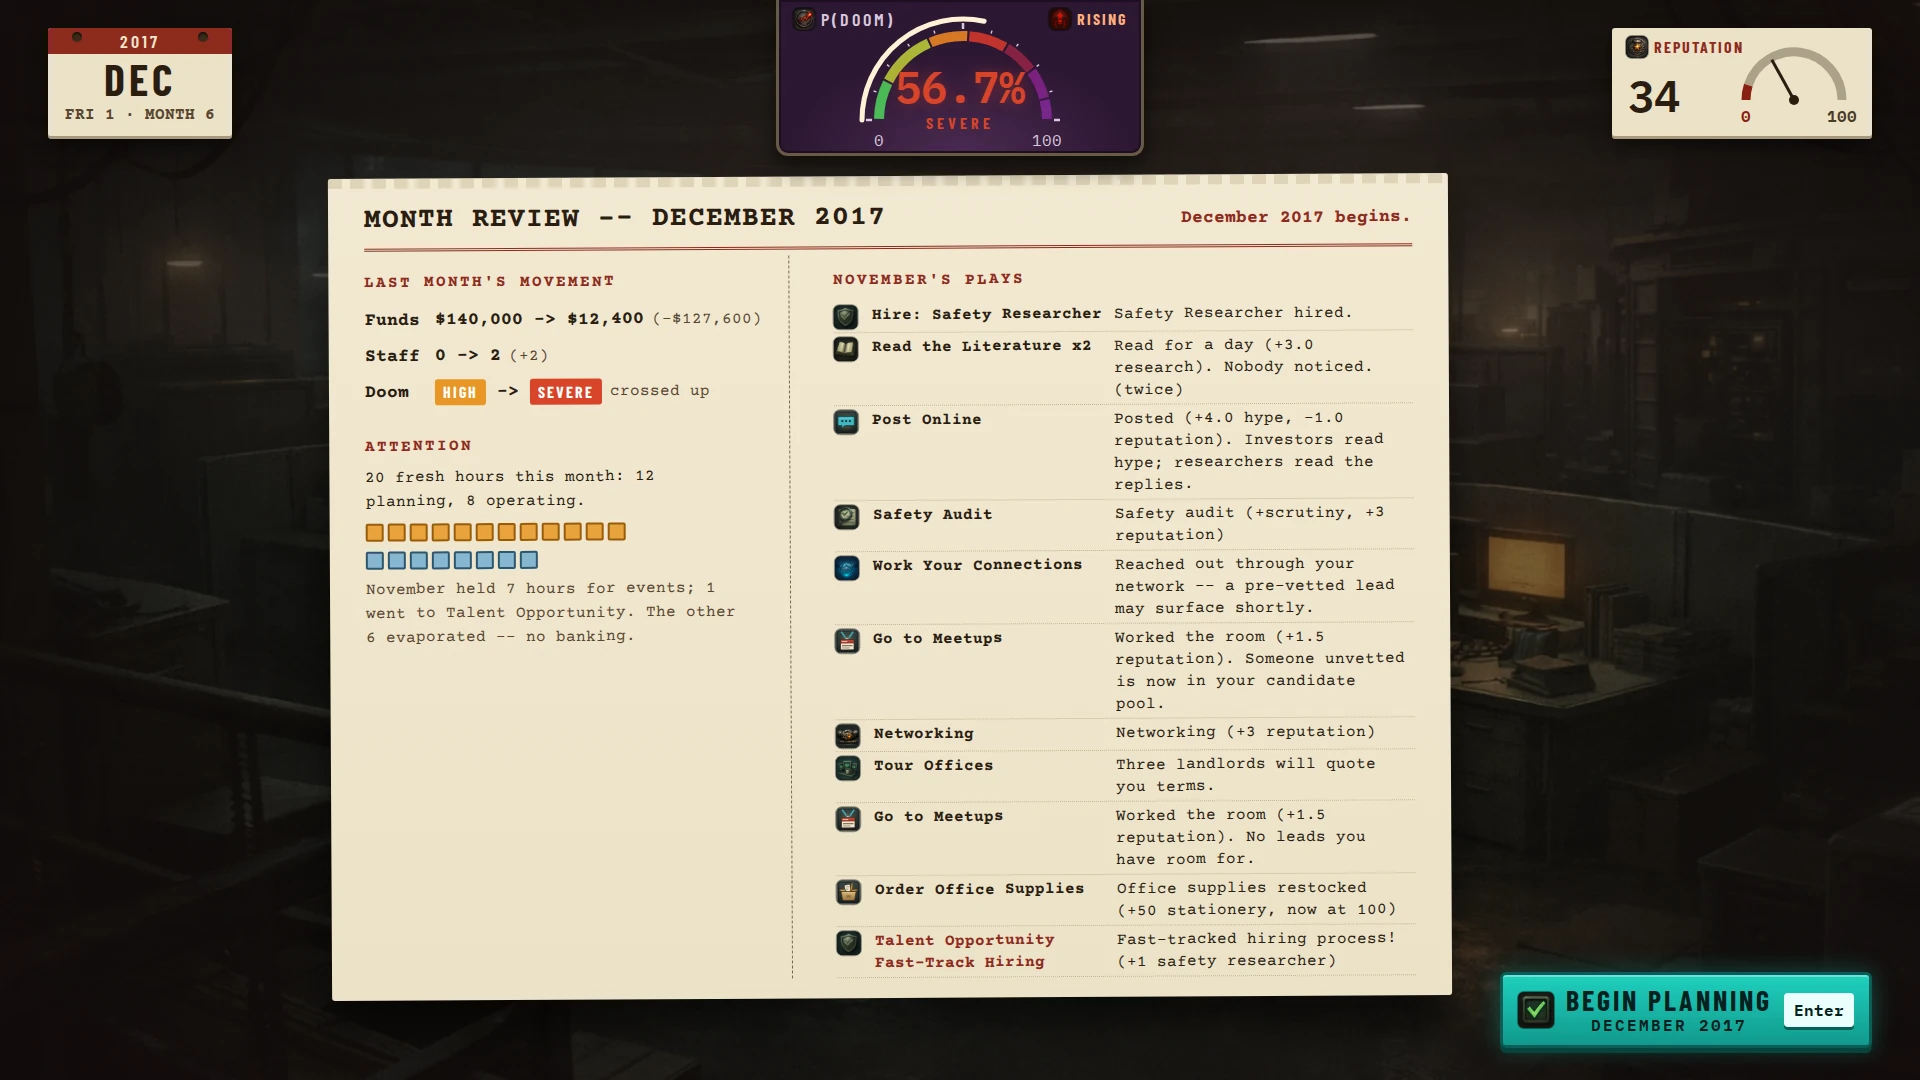 2017
DEC
FRI 1 · MONTH 6
P(DOOM)
RISING
56.7%
SEVERE
0
100
REPUTATION
34
0
100
MONTH REVIEW -- DECEMBER 2017
December 2017 begins.
LAST MONTH'S MOVEMENT
Funds $140,000 -> $12,400 (-$127,600)
Staff 0 -> 2 (+2)
Doom HIGH -> SEVERE crossed up
ATTENTION
20 fresh hours this month: 12
planning, 8 operating.
November held 7 hours for events; 1
went to Talent Opportunity. The other
6 evaporated -- no banking.
NOVEMBER'S PLAYS
Hire: Safety Researcher Safety Researcher hired.
Read the Literature x2 Read for a day (+3.0
research). Nobody noticed.
(twice)
Post Online Posted (+4.0 hype, -1.0
reputation). Investors read
hype; researchers read the
replies.
Safety Audit Safety audit (+scrutiny, +3
reputation)
Work Your Connections Reached out through your
network -- a pre-vetted lead
may surface shortly.
Go to Meetups Worked the room (+1.5
reputation). Someone unvetted
is now in your candidate
pool.
Networking Networking (+3 reputation)
Tour Offices Three landlords will quote
you terms.
Go to Meetups Worked the room (+1.5
reputation). No leads you
have room for.
Order Office Supplies Office supplies restocked
(+50 stationery, now at 100)
Talent Opportunity Fast-tracked hiring process!
Fast-Track Hiring (+1 safety researcher)
BEGIN PLANNING
DECEMBER 2017
Enter